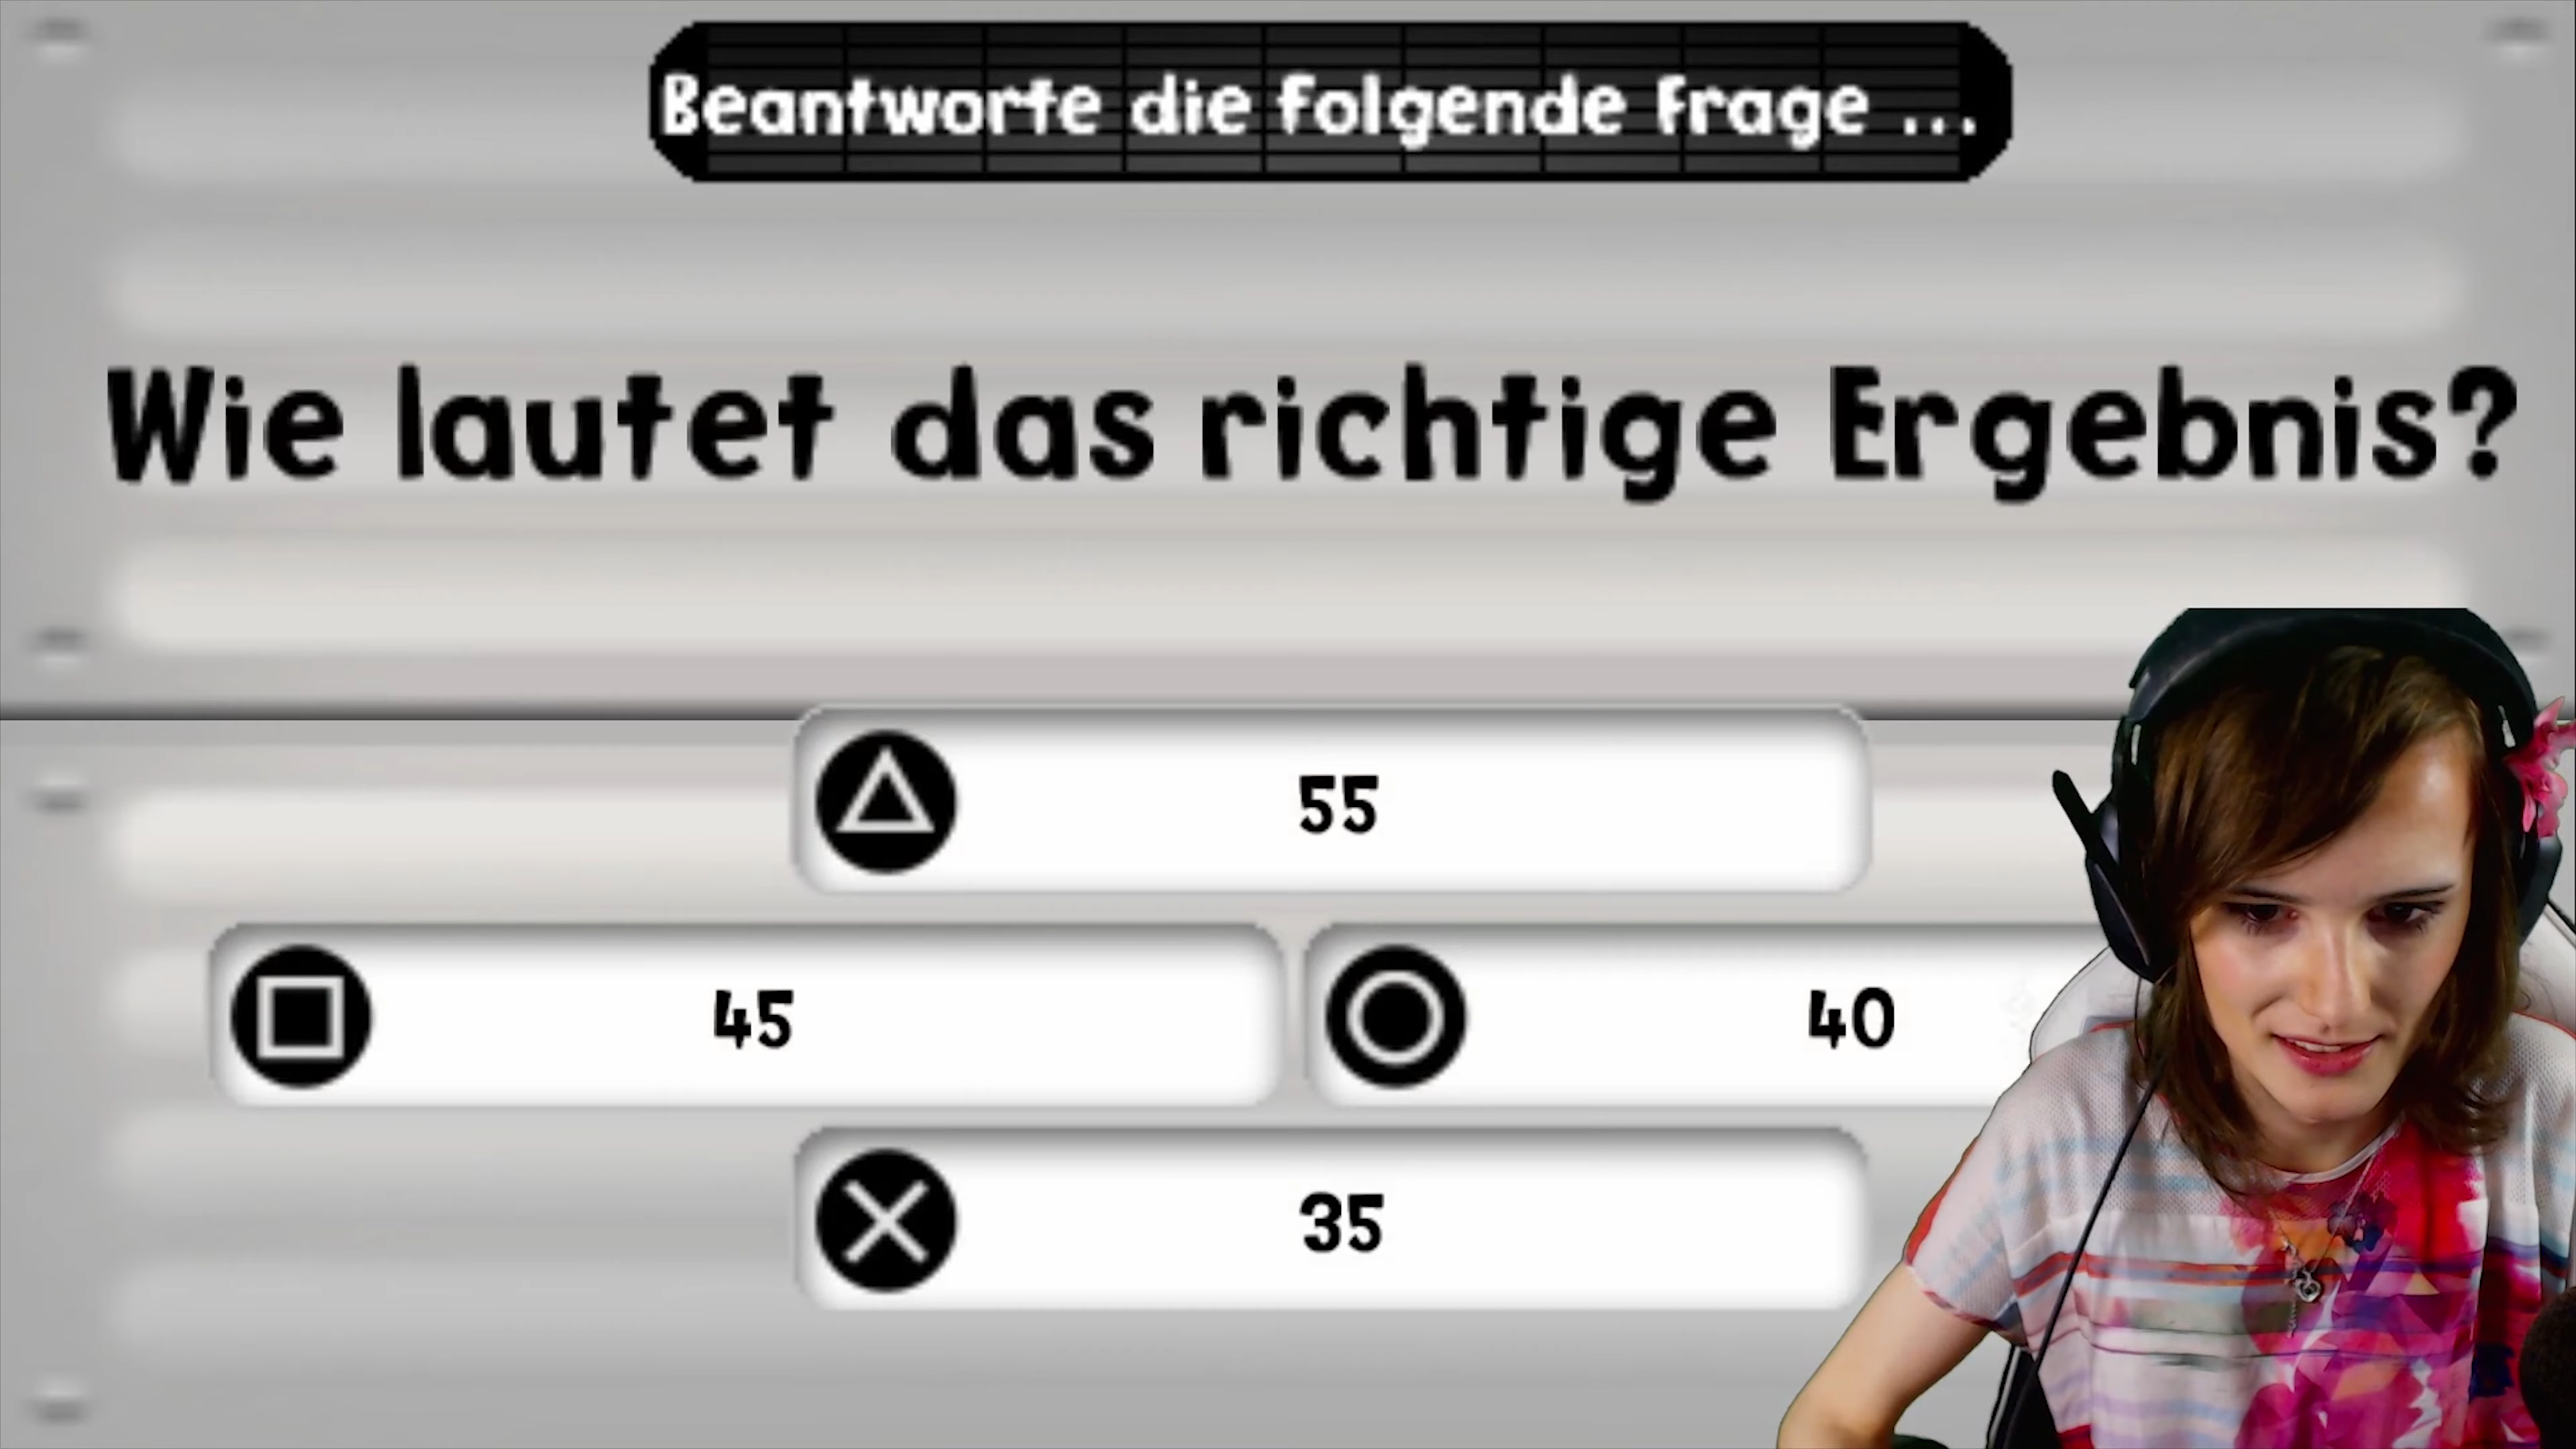 Beantworte die folgende Frage ...
Wie lautet das richtige Ergebnis?
55
45
40
35